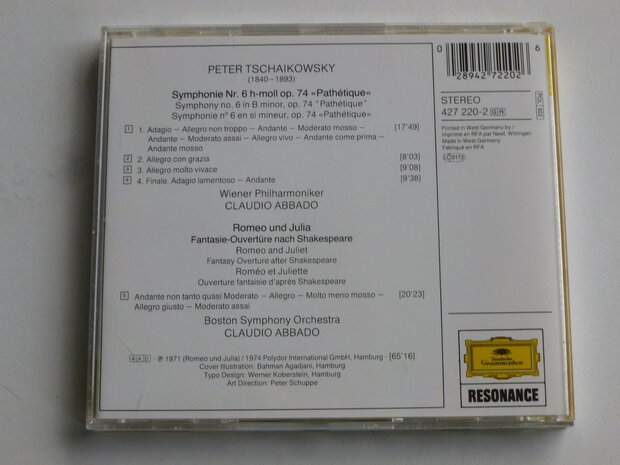 PETER TSCHAIKOWSKY
(1840–1893)
Symphonie Nr. 6 h-moll op. 74 »Pathétique«
Symphony no. 6 in B minor, op. 74 “Pathétique”
Symphonie nº 6 en si mineur, op. 74 »Pathétique«
1 1. Adagio – Allegro non troppo – Andante – Moderato mosso – [17'49]
Andante – Moderato assai – Allegro vivo – Andante come prima –
Andante mosso
2 2. Allegro con grazia [8'03]
3 3. Allegro molto vivace [9'08]
4 4. Finale. Adagio lamentoso – Andante [9'38]
Wiener Philharmoniker
CLAUDIO ABBADO
Romeo und Julia
Fantasie-Ouvertüre nach Shakespeare
Romeo and Juliet
Fantasy Overture after Shakespeare
Roméo et Juliette
Ouverture fantaisie d'après Shakespeare
5 Andante non tanto quasi Moderato – Allegro – Molto meno mosso – [20'23]
Allegro giusto – Moderato assai
Boston Symphony Orchestra
CLAUDIO ABBADO
AAD · ℗ 1971 (Romeo und Julia) / 1974 Polydor International GmbH, Hamburg · [65'16]
Cover Illustration: Bahman Agadjani, Hamburg
Typo Design: Werner Koberstein, Hamburg
Art Direction: Peter Schuppe
0 28942 72202 6
STEREO
427 220-2 GR
Printed in West Germany by /
Imprimé en RFA par Neef, Wittingen
Made in West Germany
Fabriqué en RFA
LC 0173
Deutsche
Grammophon
RESONANCE